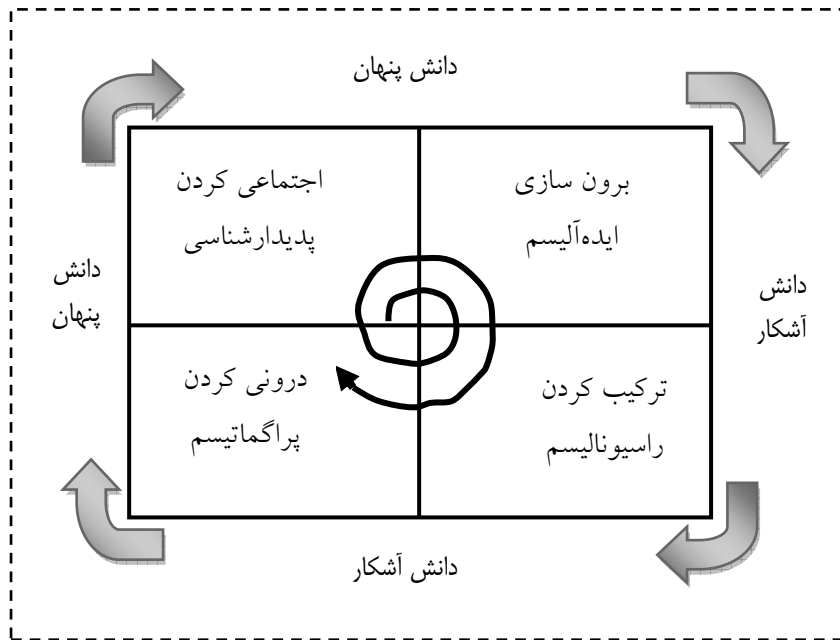 دانش پنهان
برون سازی
ایده‌آلیسم
اجتماعی کردن
پدیدارشناسی
دانش
آشکار
دانش
پنهان
ترکیب کردن
راسیونالیسم
درونی کردن
پراگماتیسم
دانش آشکار